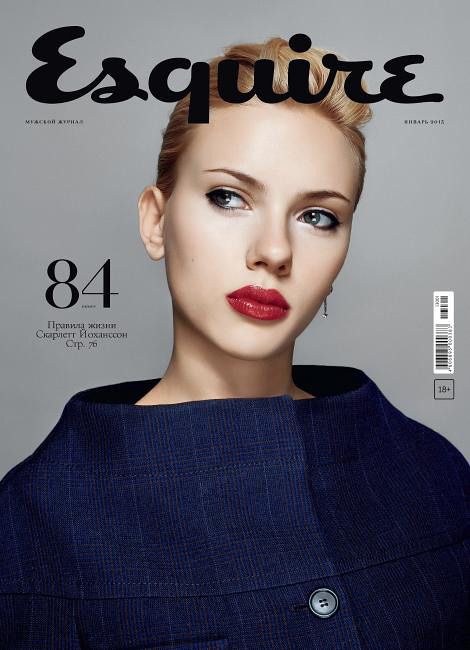 Esquire
МУЖСКОЙ ЖУРНАЛ
ЯНВАРЬ 2013
84
Правила жизни
Скарлетт Йоханссон
Стр. 76
18+